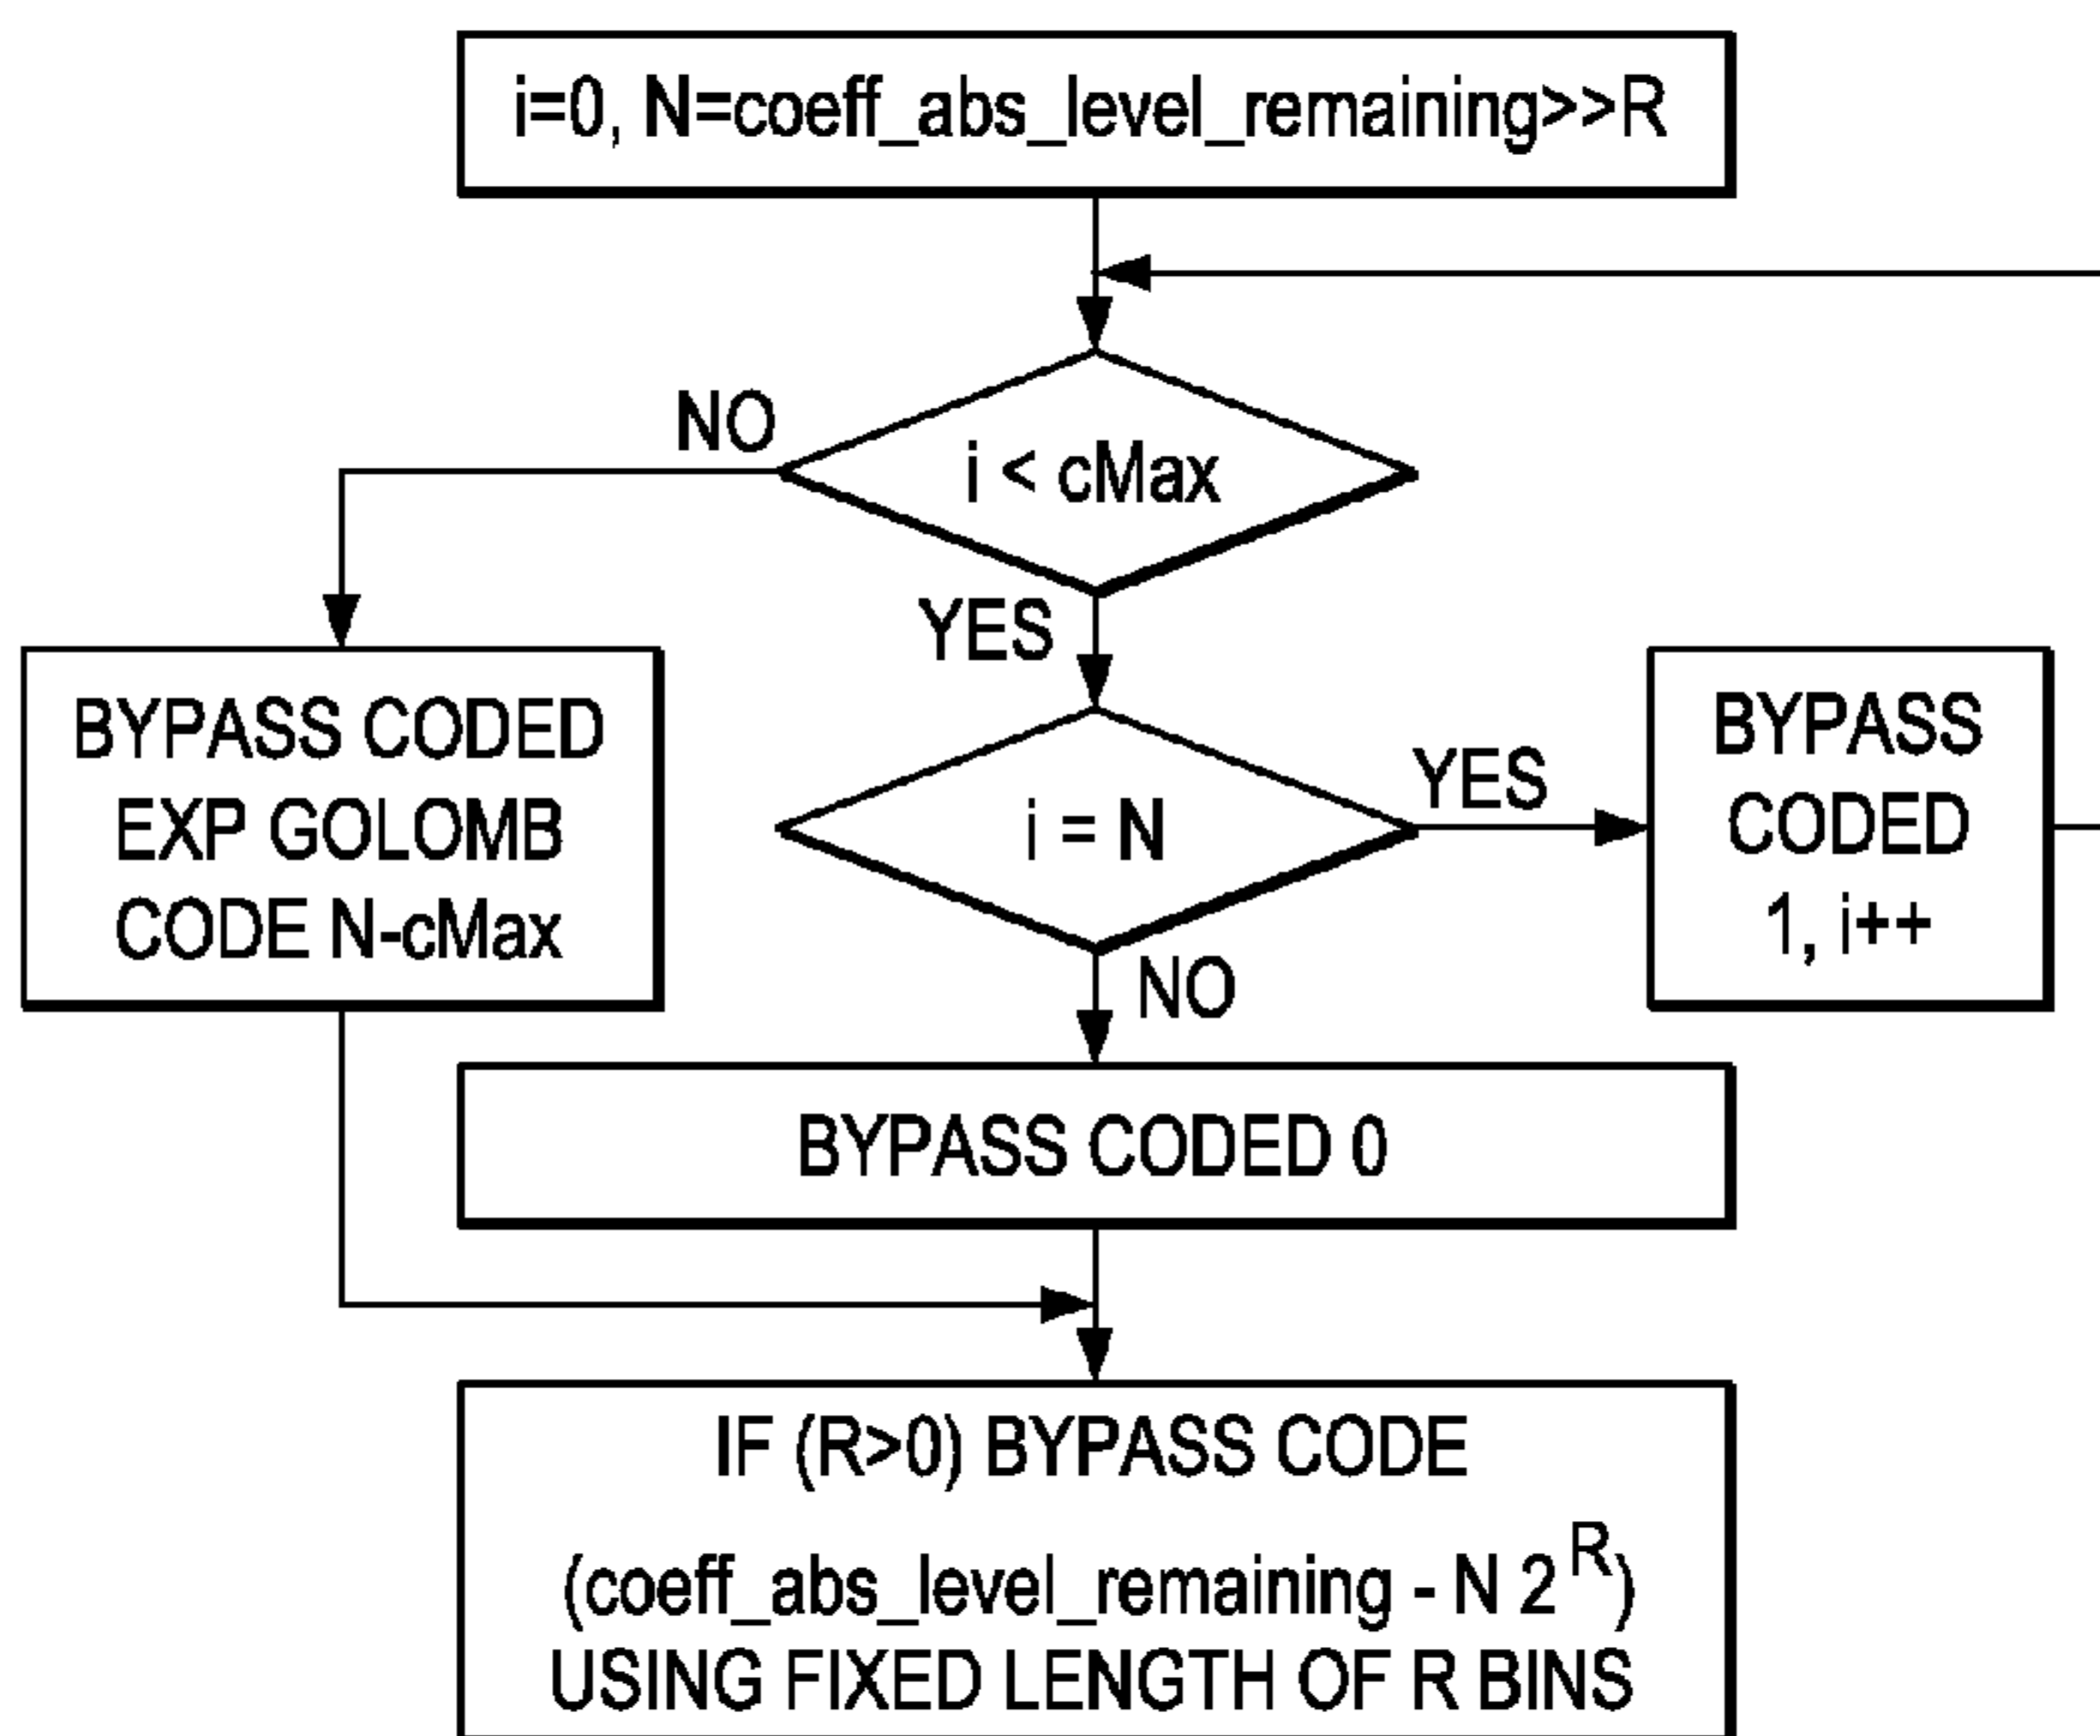 i=0, N=coeff_abs_level_remaining>>R
NO
i < cMax
YES
BYPASS CODED
EXP GOLOMB
CODE N-cMax
i = N
YES
BYPASS
CODED
1, i++
NO
BYPASS CODED 0
IF (R>0) BYPASS CODE
(coeff_abs_level_remaining - N 2^R)
USING FIXED LENGTH OF R BINS